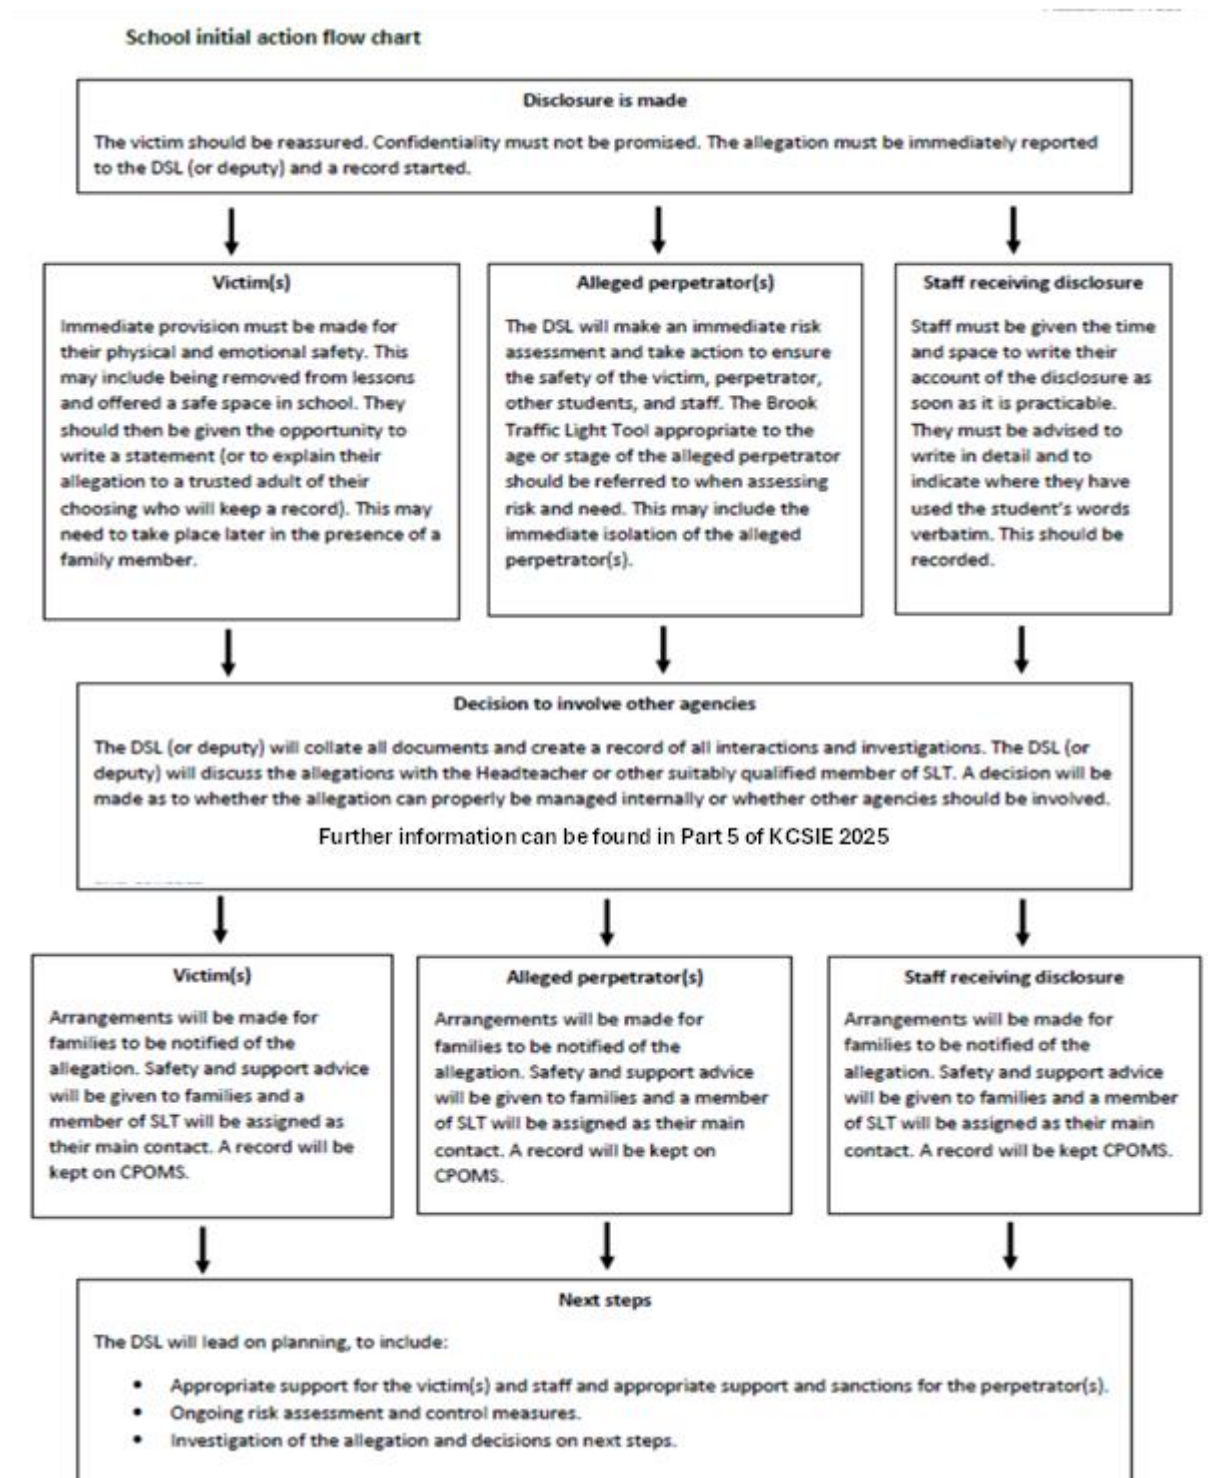 School initial action flow chart
Disclosure is made
The victim should be reassured. Confidentiality must not be promised. The allegation must be immediately reported
to the DSL (or deputy) and a record started.
Victim(s)
Immediate provision must be made for
their physical and emotional safety. This
may include being removed from lessons
and offered a safe space in school. They
should then be given the opportunity to
write a statement (or to explain their
allegation to a trusted adult of their
choosing who will keep a record). This may
need to take place later in the presence of a
family member.
Alleged perpetrator(s)
The DSL will make an immediate risk
assessment and take action to ensure
the safety of the victim, perpetrator,
other students, and staff. The Brook
Traffic Light Tool appropriate to the
age or stage of the alleged perpetrator
should be referred to when assessing
risk and need. This may include the
immediate isolation of the alleged
perpetrator(s).
Staff receiving disclosure
Staff must be given the time
and space to write their
account of the disclosure as
soon as it is practicable.
They must be advised to
write in detail and to
indicate where they have
used the student's words
verbatim. This should be
recorded.
Decision to involve other agencies
The DSL (or deputy) will collate all documents and create a record of all interactions and investigations. The DSL (or
deputy) will discuss the allegations with the Headteacher or other suitably qualified member of SLT. A decision will be
made as to whether the allegation can properly be managed internally or whether other agencies should be involved.
Further information can be found in Part 5 of KCSIE 2025
Victim(s)
Arrangements will be made for
families to be notified of the
allegation. Safety and support advice
will be given to families and a
member of SLT will be assigned as
their main contact. A record will be
kept on CPOMS.
Alleged perpetrator(s)
Arrangements will be made for
families to be notified of the
allegation. Safety and support advice
will be given to families and a member
of SLT will be assigned as their main
contact. A record will be kept on
CPOMS.
Staff receiving disclosure
Arrangements will be made for
families to be notified of the
allegation. Safety and support advice
will be given to families and a member
of SLT will be assigned as their main
contact. A record will be kept CPOMS.
Next steps
The DSL will lead on planning, to include:
• Appropriate support for the victim(s) and staff and appropriate support and sanctions for the perpetrator(s).
• Ongoing risk assessment and control measures.
• Investigation of the allegation and decisions on next steps.